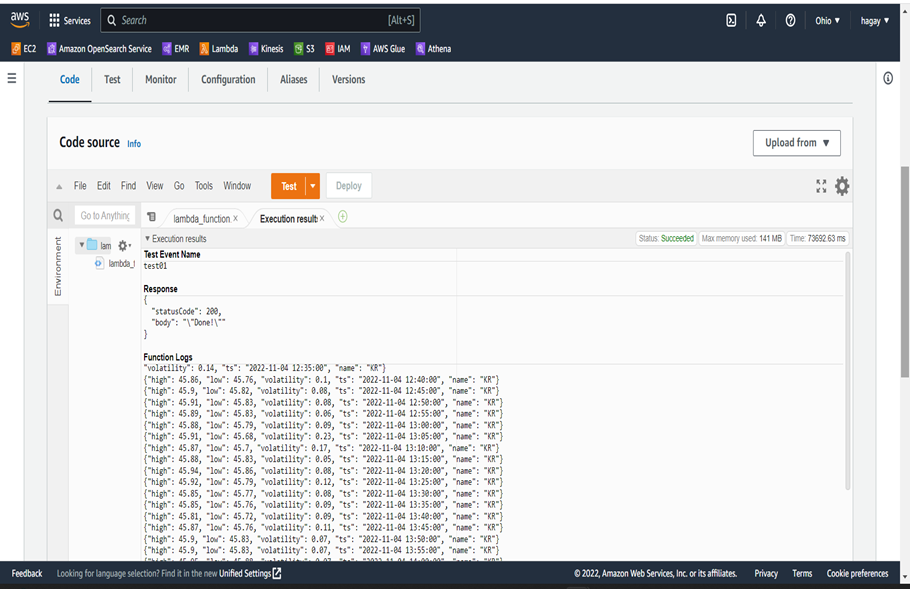 aws Services Search [Alt+S] Ohio ▼ hagay ▼
EC2 Amazon OpenSearch Service EMR Lambda Kinesis S3 IAM AWS Glue Athena
Code Test Monitor Configuration Aliases Versions
Code source Info Upload from ▼
File Edit Find View Go Tools Window Test Deploy
Go to Anything lambda_function × Execution result ×
Execution results Status: Succeeded Max memory used: 141 MB Time: 73692.63 ms
Environment
lam
lambda_f
Test Event Name
test01
Response
{
"statusCode": 200,
"body": "\"Done!\""
}
Function Logs
"volatility": 0.14, "ts": "2022-11-04 12:35:00", "name": "KR"}
{"high": 45.86, "low": 45.76, "volatility": 0.1, "ts": "2022-11-04 12:40:00", "name": "KR"}
{"high": 45.9, "low": 45.82, "volatility": 0.08, "ts": "2022-11-04 12:45:00", "name": "KR"}
{"high": 45.91, "low": 45.83, "volatility": 0.08, "ts": "2022-11-04 12:50:00", "name": "KR"}
{"high": 45.89, "low": 45.83, "volatility": 0.06, "ts": "2022-11-04 12:55:00", "name": "KR"}
{"high": 45.88, "low": 45.79, "volatility": 0.09, "ts": "2022-11-04 13:00:00", "name": "KR"}
{"high": 45.91, "low": 45.68, "volatility": 0.23, "ts": "2022-11-04 13:05:00", "name": "KR"}
{"high": 45.87, "low": 45.7, "volatility": 0.17, "ts": "2022-11-04 13:10:00", "name": "KR"}
{"high": 45.88, "low": 45.83, "volatility": 0.05, "ts": "2022-11-04 13:15:00", "name": "KR"}
{"high": 45.94, "low": 45.86, "volatility": 0.08, "ts": "2022-11-04 13:20:00", "name": "KR"}
{"high": 45.92, "low": 45.79, "volatility": 0.12, "ts": "2022-11-04 13:25:00", "name": "KR"}
{"high": 45.85, "low": 45.77, "volatility": 0.08, "ts": "2022-11-04 13:30:00", "name": "KR"}
{"high": 45.85, "low": 45.76, "volatility": 0.09, "ts": "2022-11-04 13:35:00", "name": "KR"}
{"high": 45.81, "low": 45.72, "volatility": 0.09, "ts": "2022-11-04 13:40:00", "name": "KR"}
{"high": 45.87, "low": 45.76, "volatility": 0.11, "ts": "2022-11-04 13:45:00", "name": "KR"}
{"high": 45.9, "low": 45.83, "volatility": 0.07, "ts": "2022-11-04 13:50:00", "name": "KR"}
{"high": 45.9, "low": 45.83, "volatility": 0.07, "ts": "2022-11-04 13:55:00", "name": "KR"}
Feedback Looking for language selection? Find it in the new Unified Settings © 2022, Amazon Web Services, Inc. or its affiliates. Privacy Terms Cookie preferences